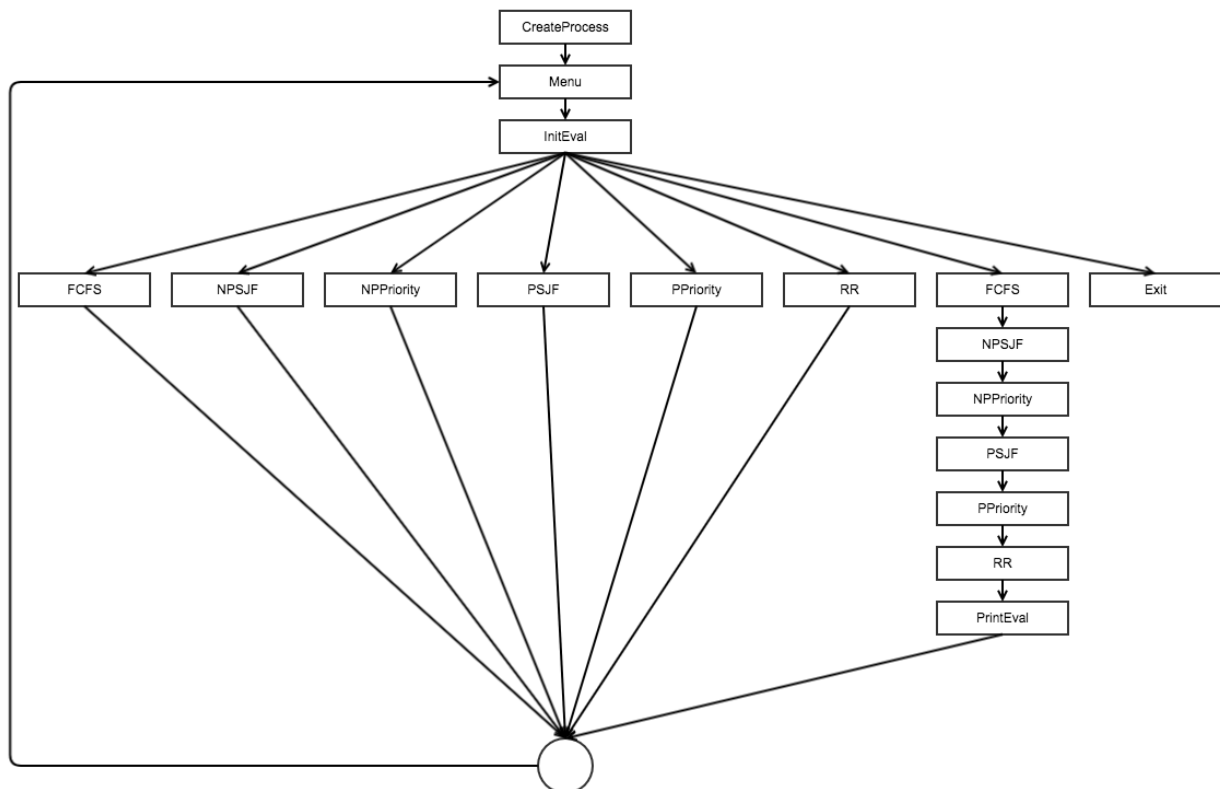 CreateProcess
Menu
InitEval
FCFS
NPSJF
NPPriority
PSJF
PPriority
RR
FCFS
Exit
NPSJF
NPPriority
PSJF
PPriority
RR
PrintEval